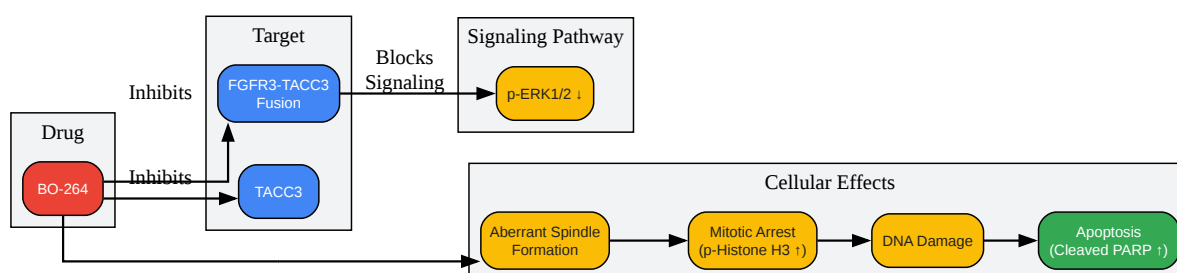 Target
Signaling Pathway
Blocks
Signaling
FGFR3-TACC3
Fusion
Inhibits
p-ERK1/2 ↓
Drug
BO-264
Inhibits
TACC3
Cellular Effects
Aberrant Spindle
Formation
Mitotic Arrest
(p-Histone H3 ↑)
DNA Damage
Apoptosis
(Cleaved PARP ↑)